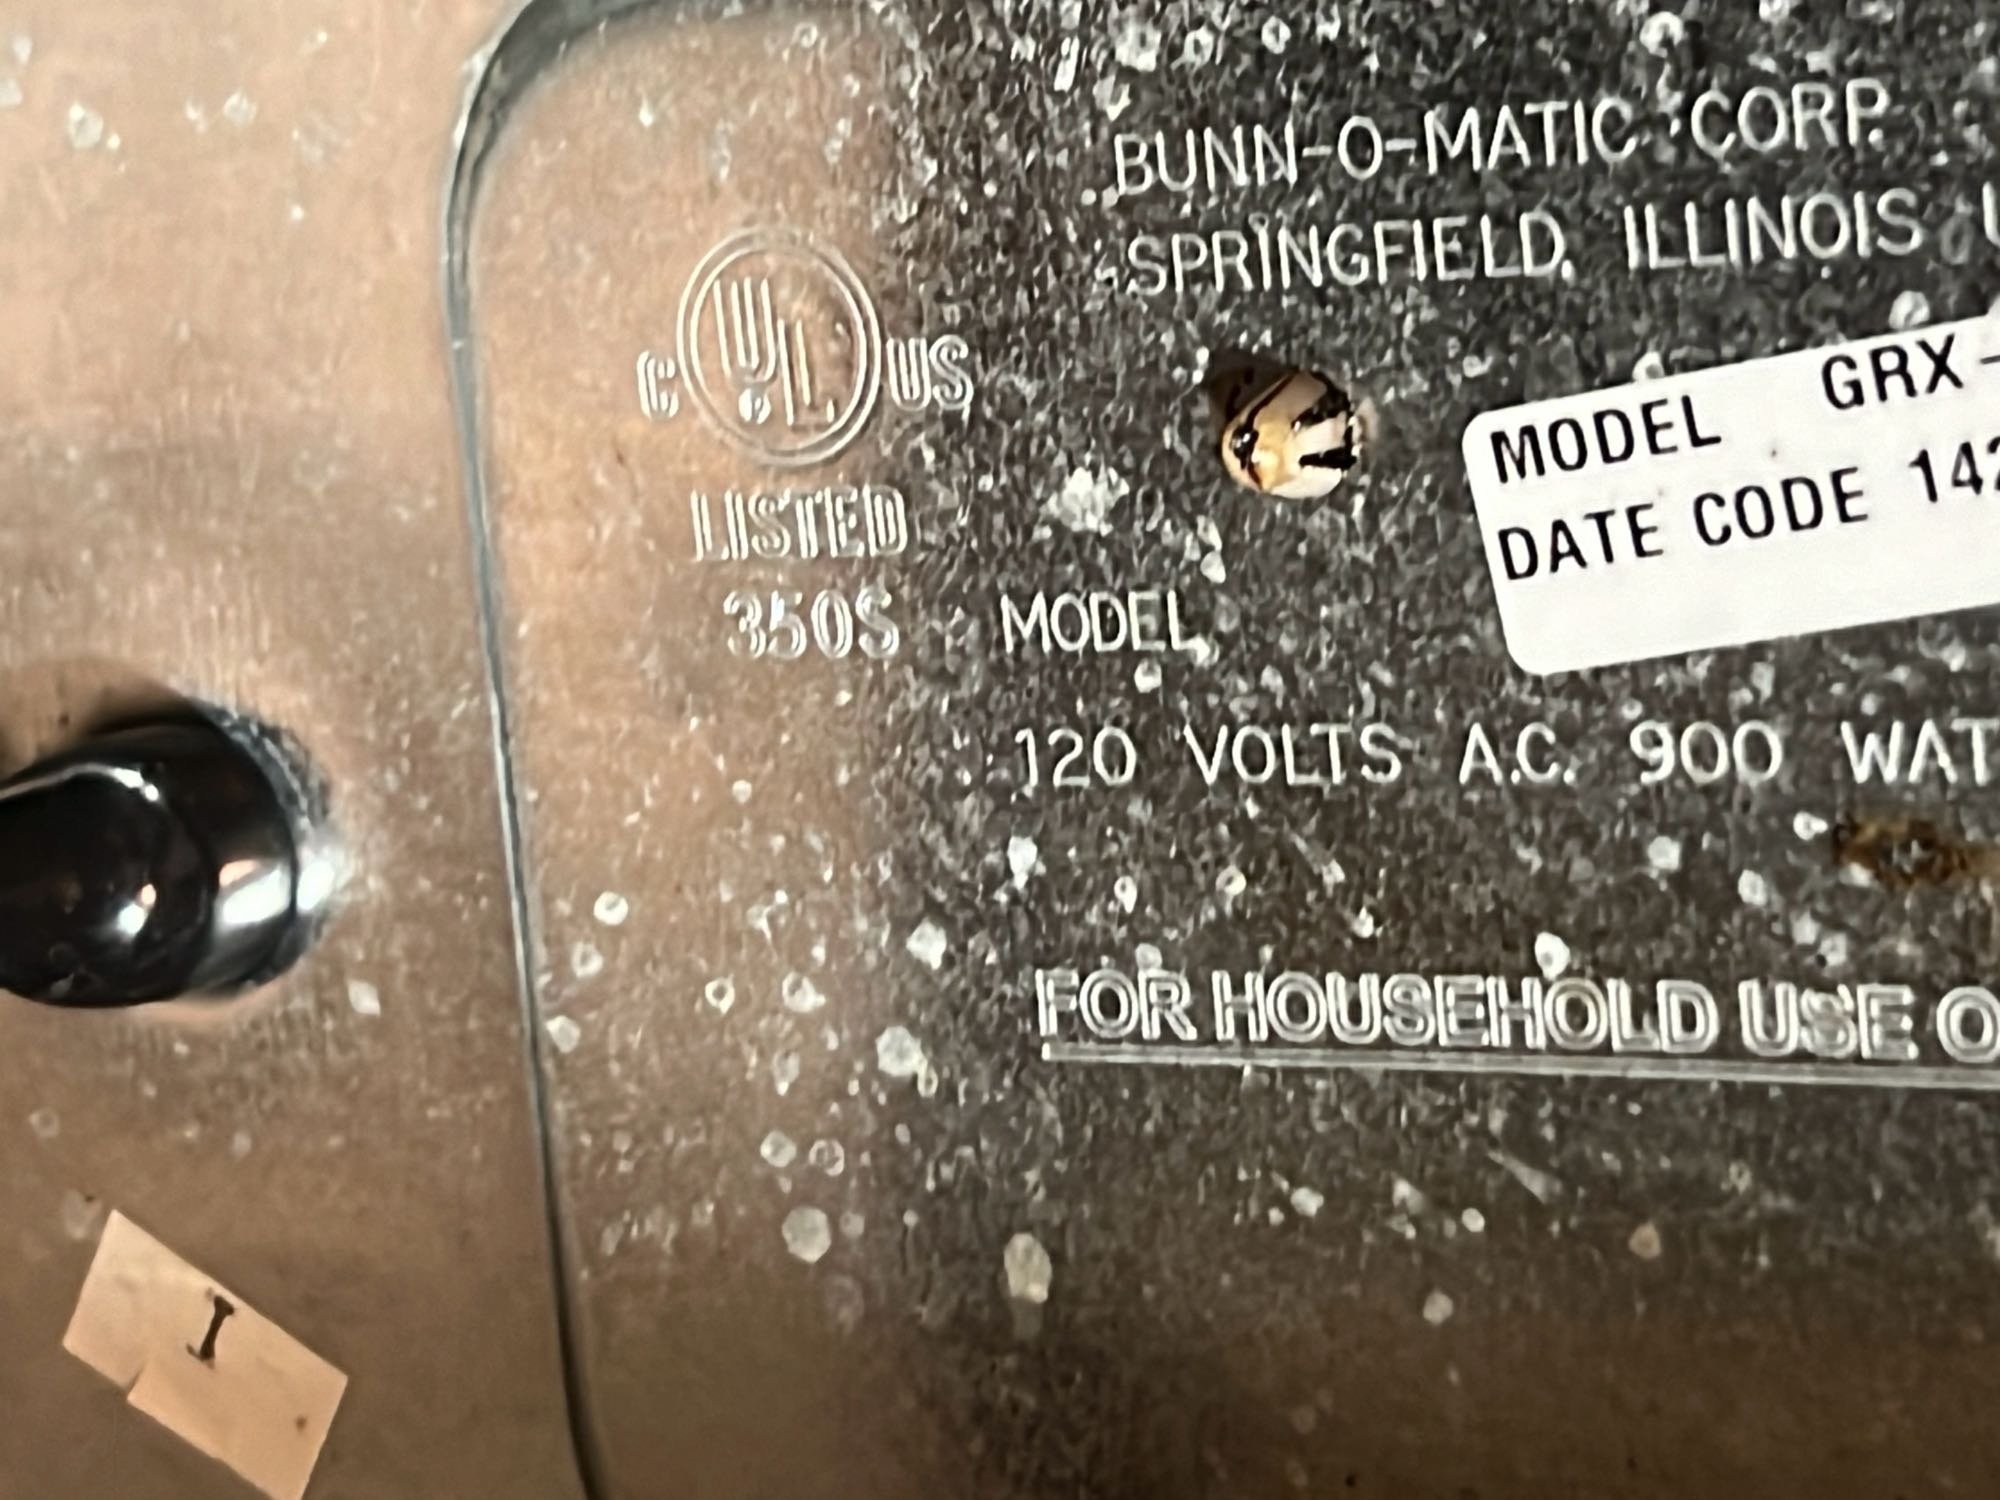 BUNN-O-MATIC CORP.
SPRINGFIELD, ILLINOIS U
C UL US
LISTED
350S
MODEL GRX-
DATE CODE 142
MODEL
120 VOLTS A.C. 900 WAT
FOR HOUSEHOLD USE O
I